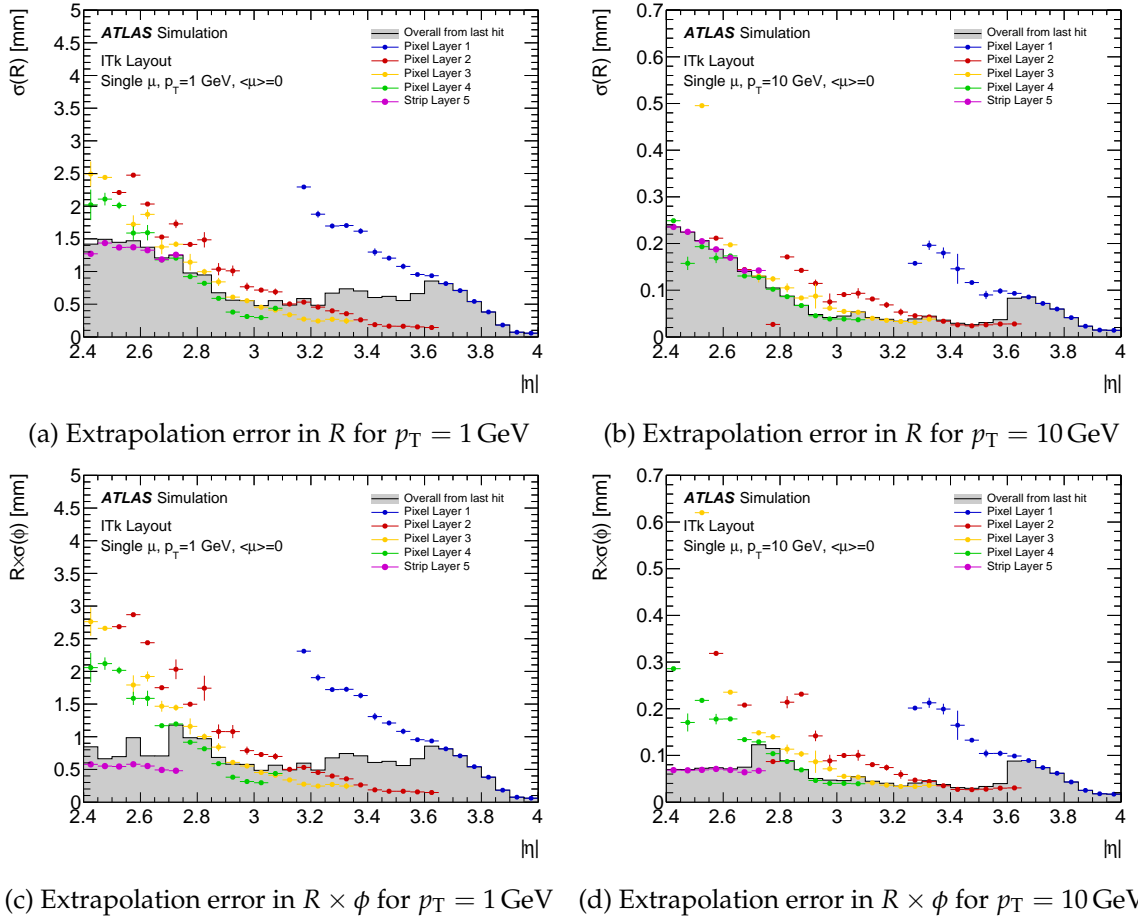 σ(R) [mm]
ATLAS Simulation
ITk Layout
Single μ, p_T=1 GeV, <μ>=0
Overall from last hit
Pixel Layer 1
Pixel Layer 2
Pixel Layer 3
Pixel Layer 4
Strip Layer 5
5
4.5
4
3.5
3
2.5
2
1.5
1
0.5
0
2.4 2.6 2.8 3 3.2 3.4 3.6 3.8 4
|η|
(a) Extrapolation error in R for p_T = 1 GeV
σ(R) [mm]
ATLAS Simulation
ITk Layout
Single μ, p_T=10 GeV, <μ>=0
Overall from last hit
Pixel Layer 1
Pixel Layer 2
Pixel Layer 3
Pixel Layer 4
Strip Layer 5
0.7
0.6
0.5
0.4
0.3
0.2
0.1
0
2.4 2.6 2.8 3 3.2 3.4 3.6 3.8 4
|η|
(b) Extrapolation error in R for p_T = 10 GeV
R×σ(ϕ) [mm]
ATLAS Simulation
ITk Layout
Single μ, p_T=1 GeV, <μ>=0
Overall from last hit
Pixel Layer 1
Pixel Layer 2
Pixel Layer 3
Pixel Layer 4
Strip Layer 5
5
4.5
4
3.5
3
2.5
2
1.5
1
0.5
0
2.4 2.6 2.8 3 3.2 3.4 3.6 3.8 4
|η|
(c) Extrapolation error in R × ϕ for p_T = 1 GeV
R×σ(ϕ) [mm]
ATLAS Simulation
ITk Layout
Single μ, p_T=10 GeV, <μ>=0
Overall from last hit
Pixel Layer 1
Pixel Layer 2
Pixel Layer 3
Pixel Layer 4
Strip Layer 5
0.7
0.6
0.5
0.4
0.3
0.2
0.1
0
2.4 2.6 2.8 3 3.2 3.4 3.6 3.8 4
|η|
(d) Extrapolation error in R × ϕ for p_T = 10 GeV